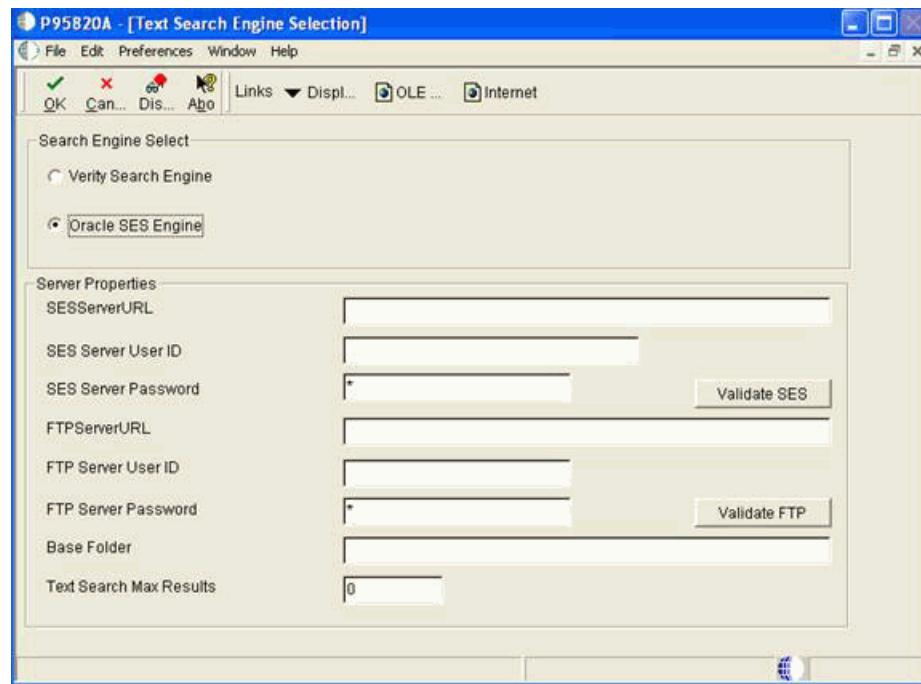 P95820A - [Text Search Engine Selection]
File Edit Preferences Window Help
OK Can... Dis... Abo Links Displ... OLE ... Internet
Search Engine Select
Verity Search Engine
Oracle SES Engine
Server Properties
SESServerURL
SES Server User ID
SES Server Password * Validate SES
FTPServerURL
FTP Server User ID
FTP Server Password * Validate FTP
Base Folder
Text Search Max Results 0